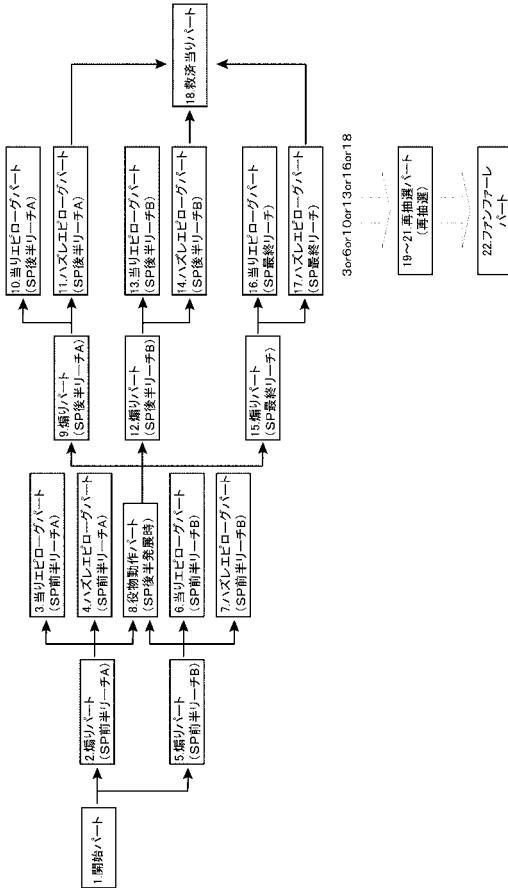 1.開始パート
2.煽りパート
(SP前半リーチA)
5.煽りパート
(SP前半リーチB)
3.当りエピローグパート
(SP前半リーチA)
4.ハズレエピローグパート
(SP前半リーチA)
8.役物動作パート
(SP後半発展時)
6.当りエピローグパート
(SP前半リーチB)
7.ハズレエピローグパート
(SP前半リーチB)
9.煽りパート
(SP後半リーチA)
12.煽りパート
(SP後半リーチB)
15.煽りパート
(SP最終リーチ)
10.当りエピローグパート
(SP後半リーチA)
11.ハズレエピローグパート
(SP後半リーチA)
13.当りエピローグパート
(SP後半リーチB)
14.ハズレエピローグパート
(SP後半リーチB)
16.当りエピローグパート
(SP最終リーチ)
17.ハズレエピローグパート
(SP最終リーチ)
18.救済当りパート
3or6or10or13or16or18
19～21.再抽選パート
(再抽選)
22.ファンファーレ
パート